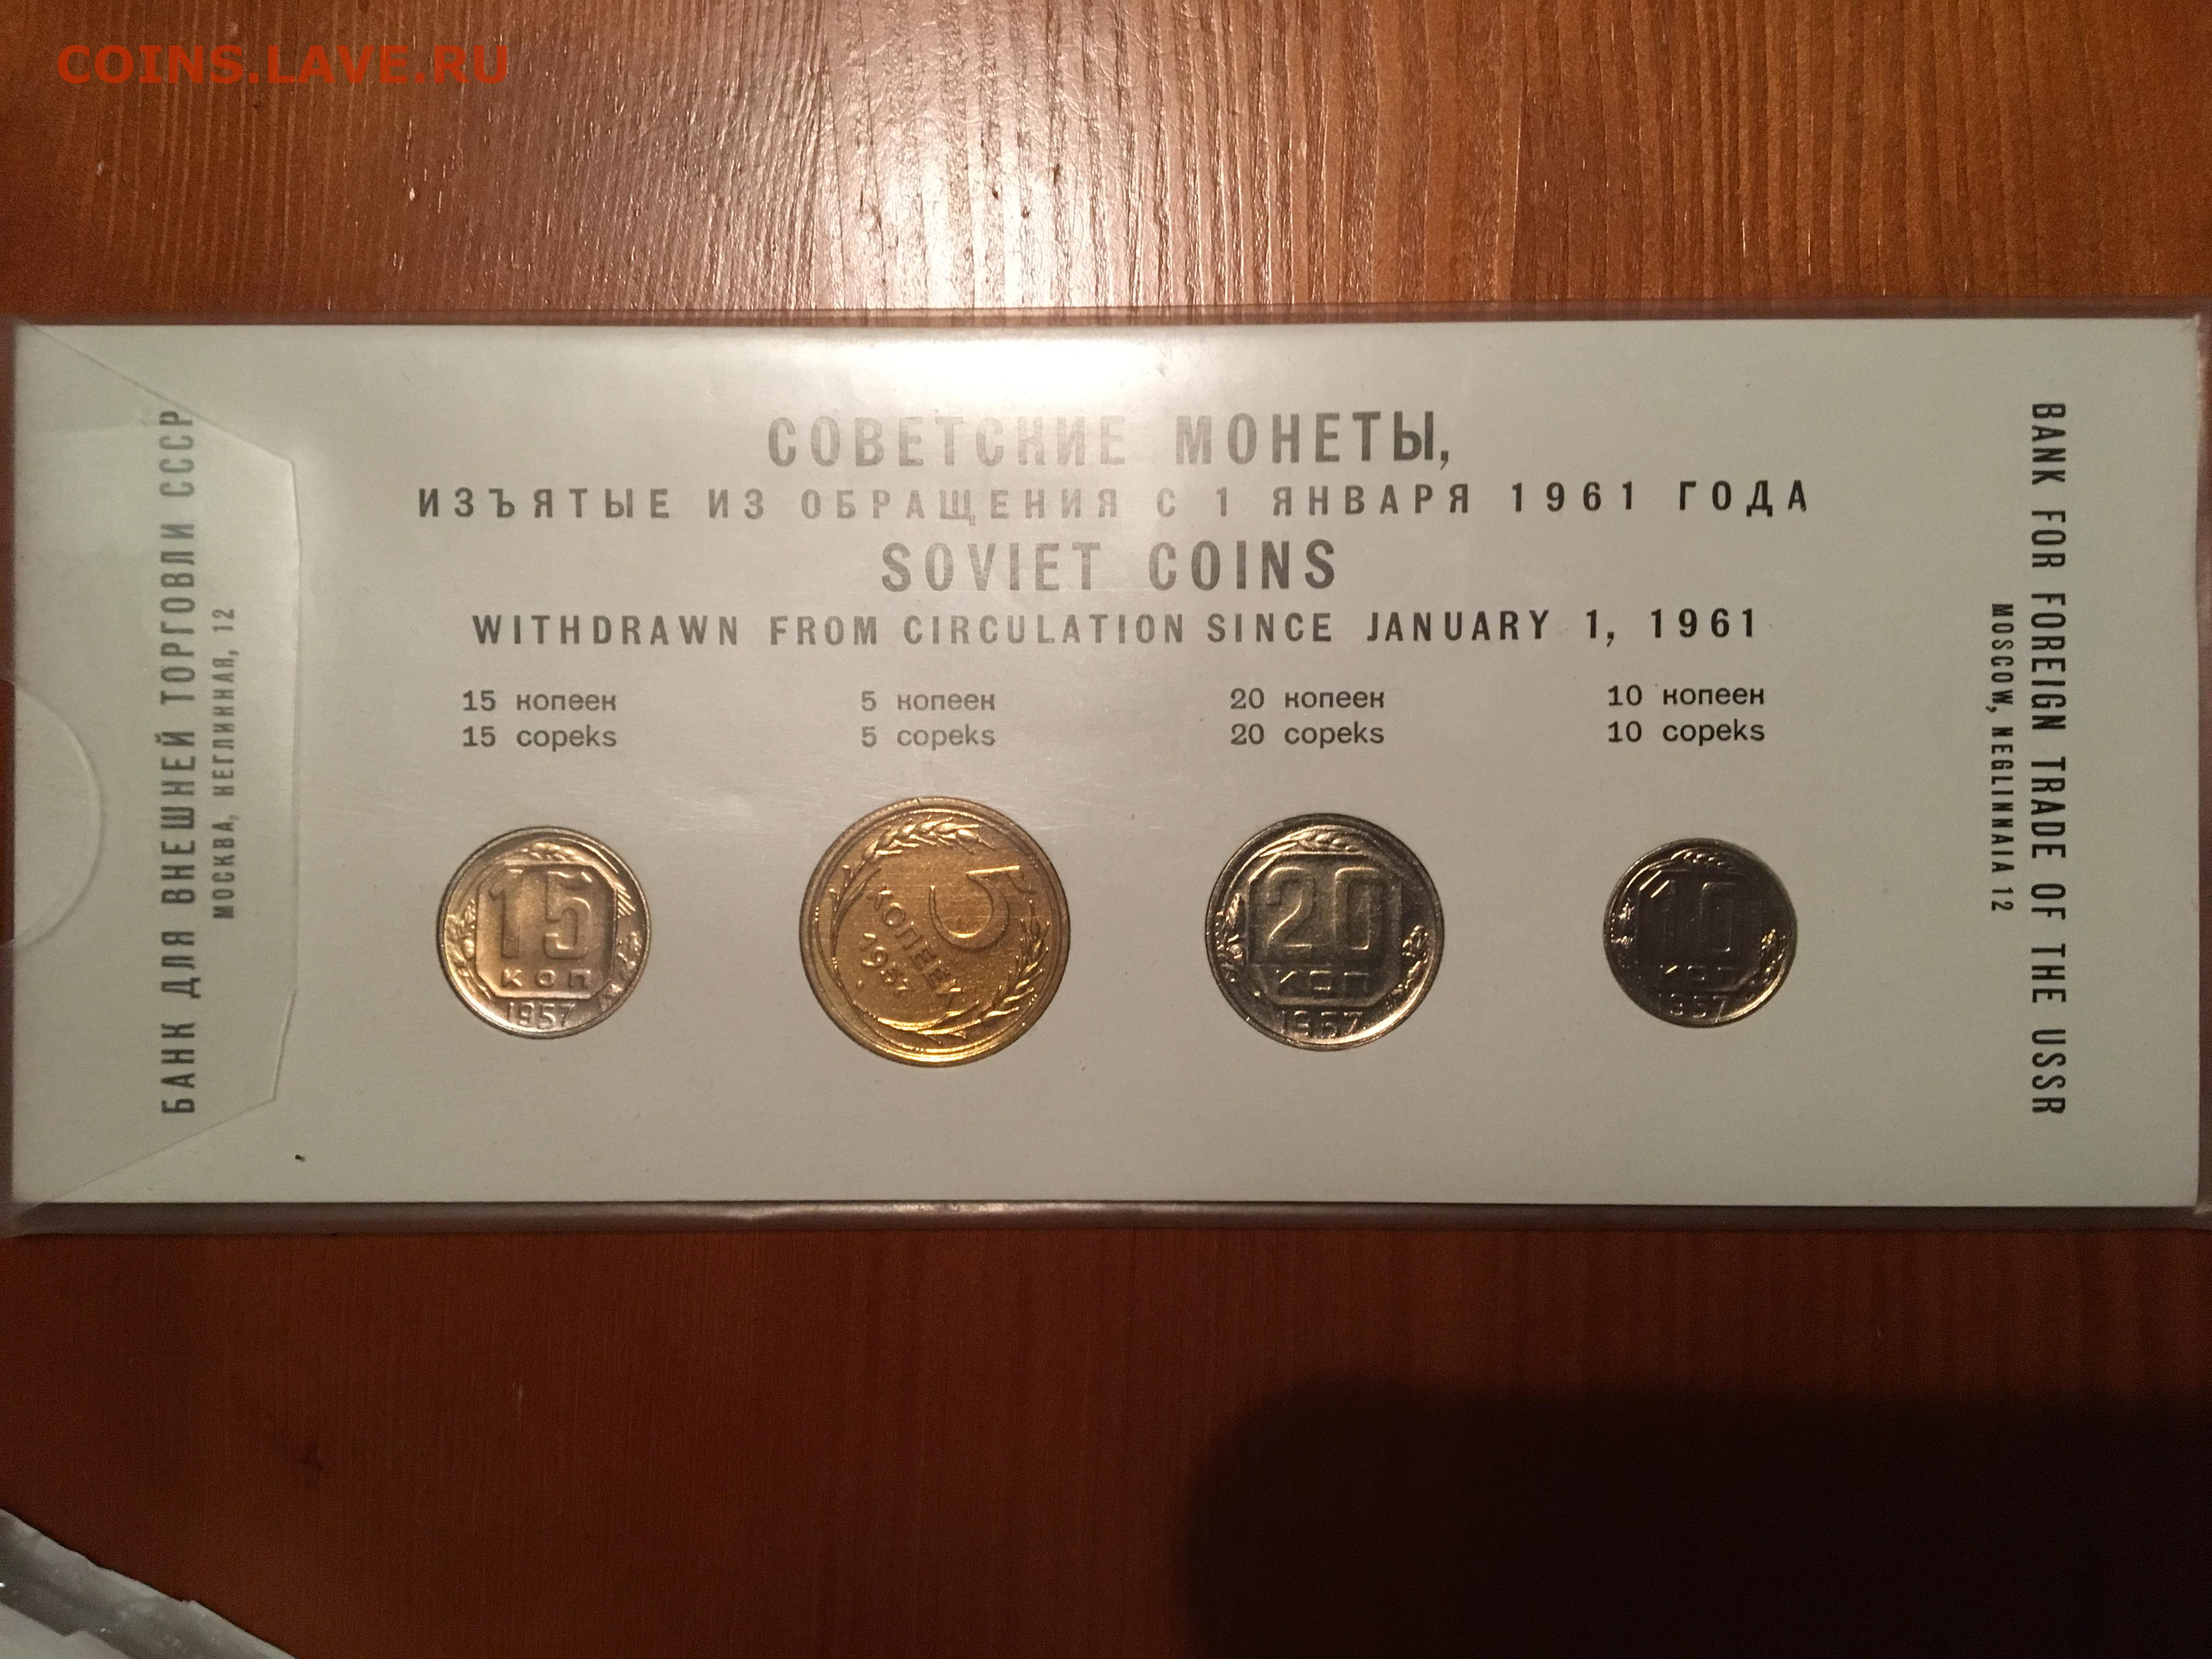 COINS.LAVE.RU
БАНК ДЛЯ ВНЕШНЕЙ ТОРГОВЛИ СССР
МОСКВА, НЕГЛИННАЯ, 12
СОВЕТСКИЕ МОНЕТЫ,
ИЗЪЯТЫЕ ИЗ ОБРАЩЕНИЯ С 1 ЯНВАРЯ 1961 ГОДА
SOVIET COINS
WITHDRAWN FROM CIRCULATION SINCE JANUARY 1, 1961
15 копеек
15 copeks
5 копеек
5 copeks
20 копеек
20 copeks
10 копеек
10 copeks
15
КОП
1957
5
КОПЕЕК
1957
20
КОП
1957
10
КОП
1957
BANK FOR FOREIGN TRADE OF THE USSR
MOSCOW, NEGLINNAIA 12